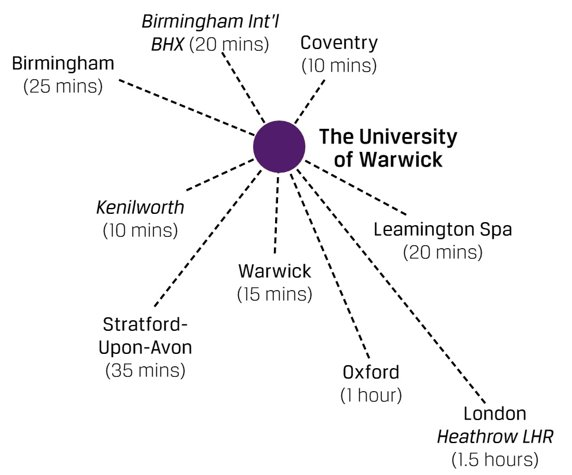 Birmingham Int'l
BHX (20 mins)
Coventry
(10 mins)
Birmingham
(25 mins)
The University
of Warwick
Kenilworth
(10 mins)
Leamington Spa
(20 mins)
Warwick
(15 mins)
Stratford-
Upon-Avon
(35 mins)
Oxford
(1 hour)
London
Heathrow LHR
(1.5 hours)